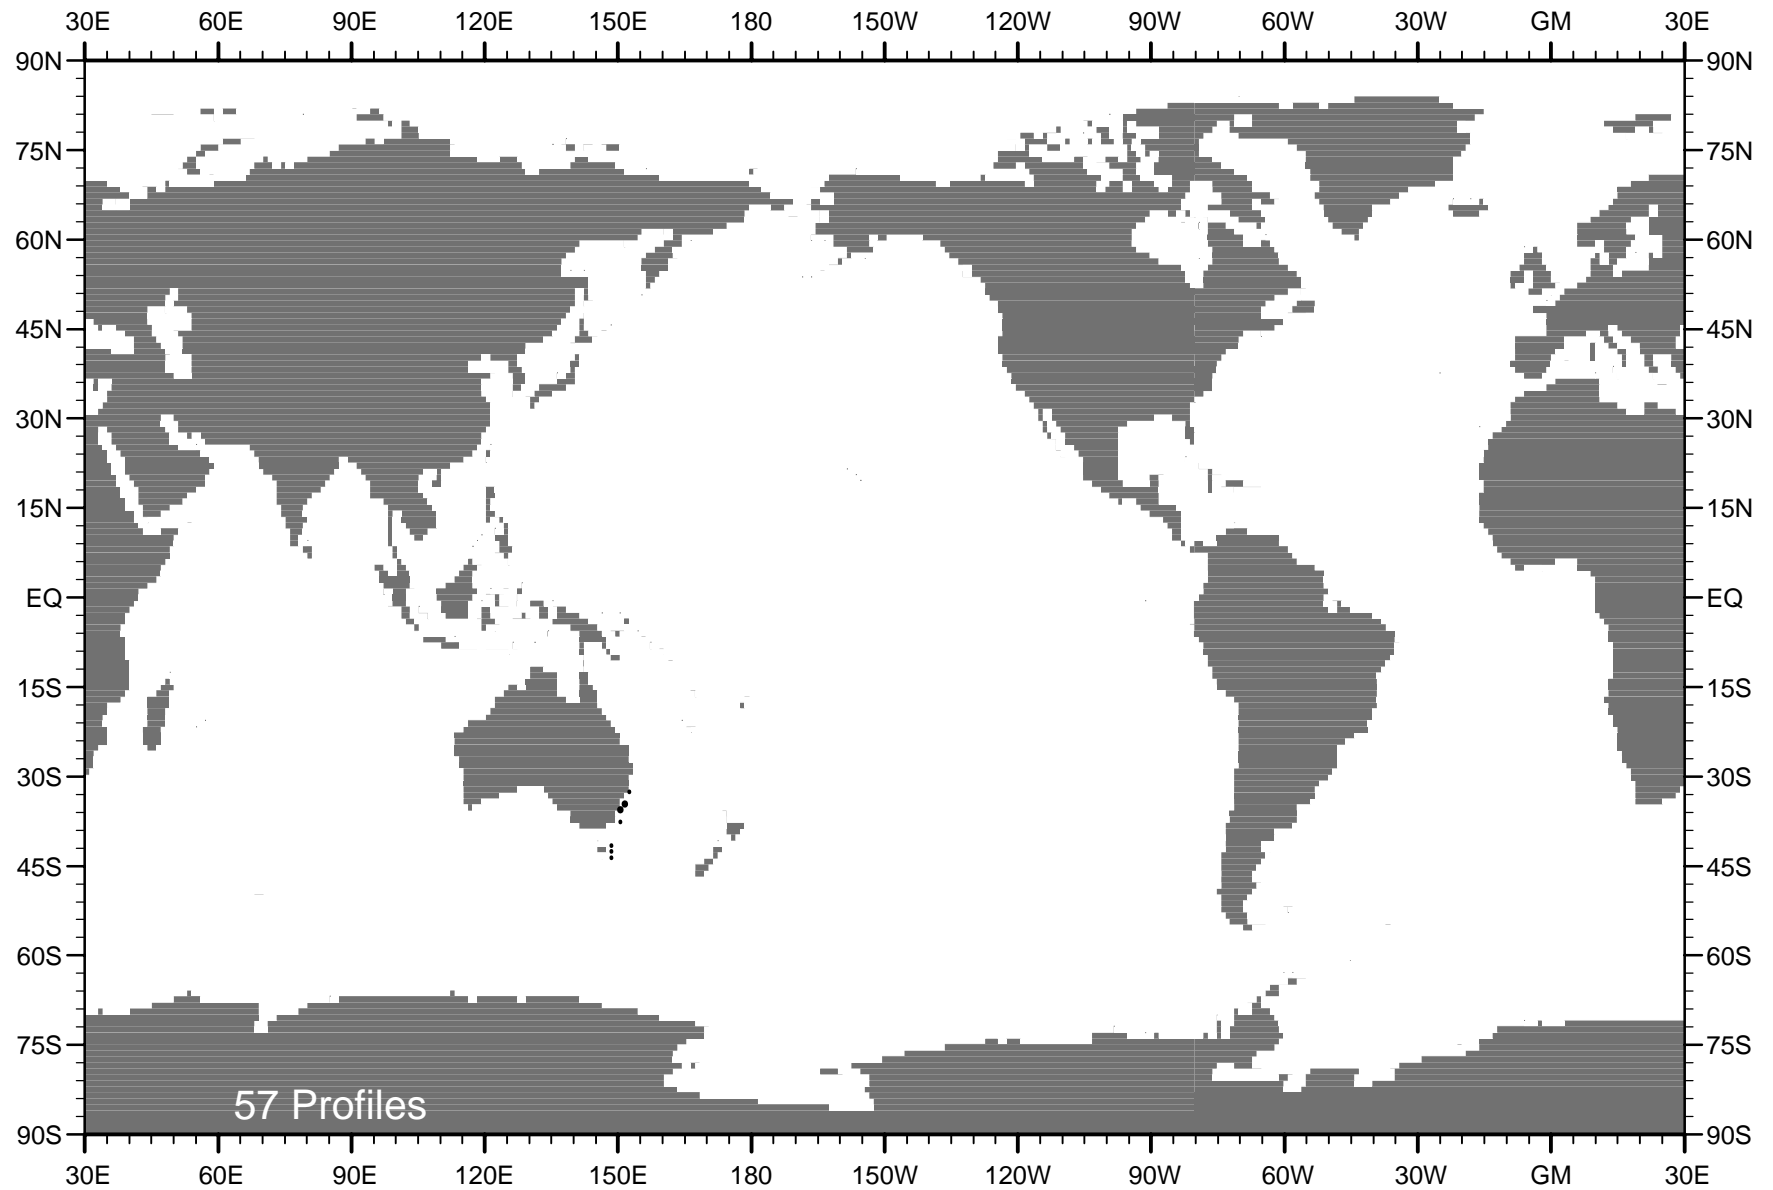 30E 60E 90E 120E 150E 180 150W 120W 90W 60W 30W GM 30E
90N 90N
75N 75N
60N 60N
45N 45N
30N 30N
15N 15N
EQ EQ
15S 15S
30S 30S
45S 45S
60S 60S
75S 75S
57 Profiles
90S 90S
30E 60E 90E 120E 150E 180 150W 120W 90W 60W 30W GM 30E